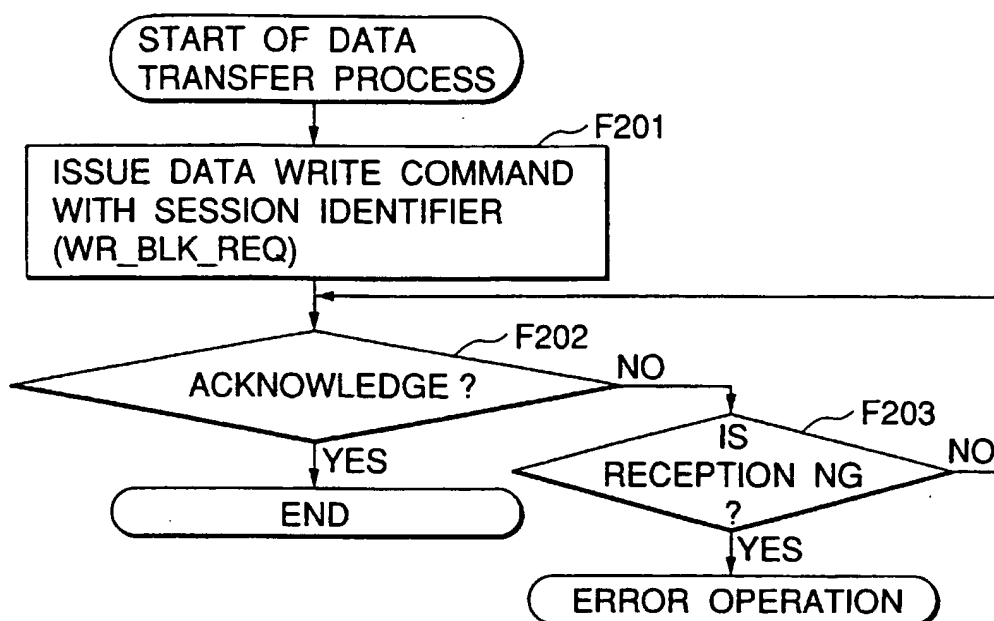 START OF DATA
TRANSFER PROCESS
F201
ISSUE DATA WRITE COMMAND
WITH SESSION IDENTIFIER
(WR_BLK_REQ)
F202
ACKNOWLEDGE ?
NO
F203
YES
IS
RECEPTION NG
?
NO
END
YES
ERROR OPERATION